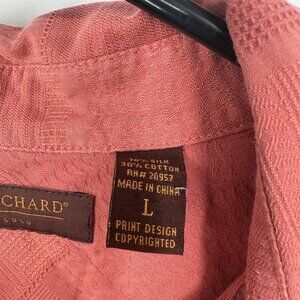 70% SILK
30% COTTON
RN# 20957
MADE IN CHINA
L
PRINT DESIGN
COPYRIGHTED
CHARD®